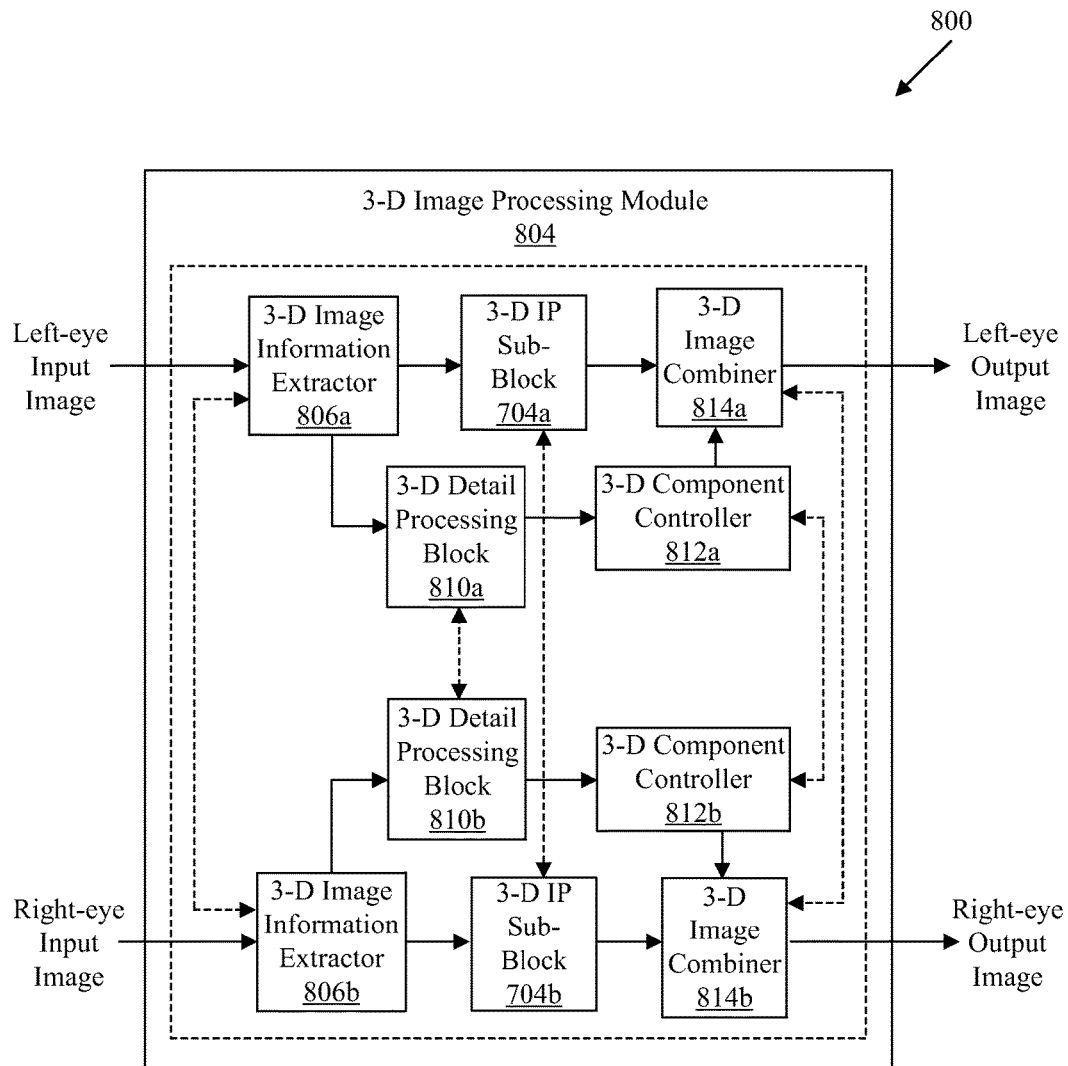 800
3-D Image Processing Module
804
Left-eye
Input
Image
3-D Image
Information
Extractor
806a
3-D IP
Sub-
Block
704a
3-D
Image
Combiner
814a
Left-eye
Output
Image
3-D Detail
Processing
Block
810a
3-D Component
Controller
812a
3-D Detail
Processing
Block
810b
3-D Component
Controller
812b
Right-eye
Input
Image
3-D Image
Information
Extractor
806b
3-D IP
Sub-
Block
704b
3-D
Image
Combiner
814b
Right-eye
Output
Image